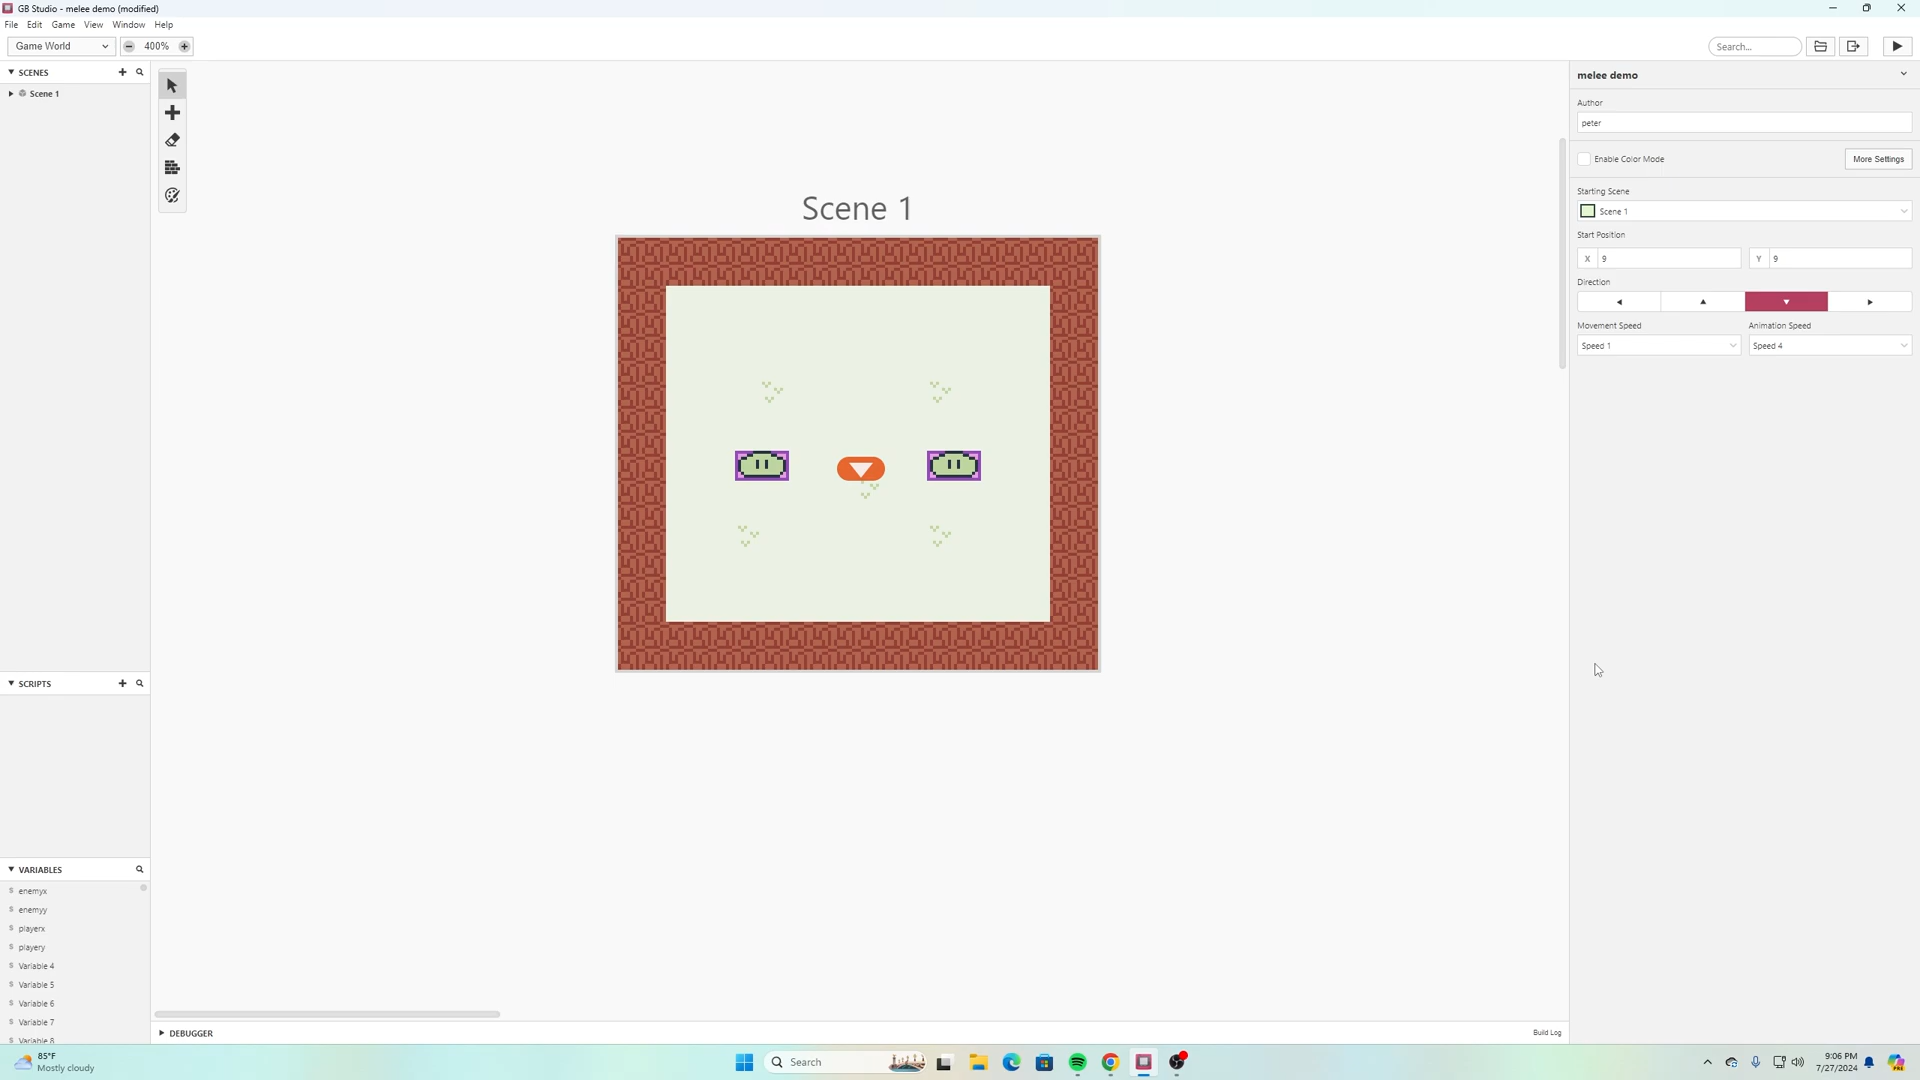 GB Studio - melee demo (modified)
File Edit Game View Window Help
Game World 400% Search...
SCENES
Scene 1
Scene 1
SCRIPTS
VARIABLES
enemyx
enemyy
playerx
playery
Variable 4
Variable 5
Variable 6
Variable 7
Variable 8
DEBUGGER
Build Log
melee demo
Author
peter
Enable Color Mode More Settings
Starting Scene
Scene 1
Start Position
X 9 Y 9
Direction
Movement Speed Animation Speed
Speed 1 Speed 4
85°F
Mostly cloudy
Search
9:06 PM
7/27/2024
PRE